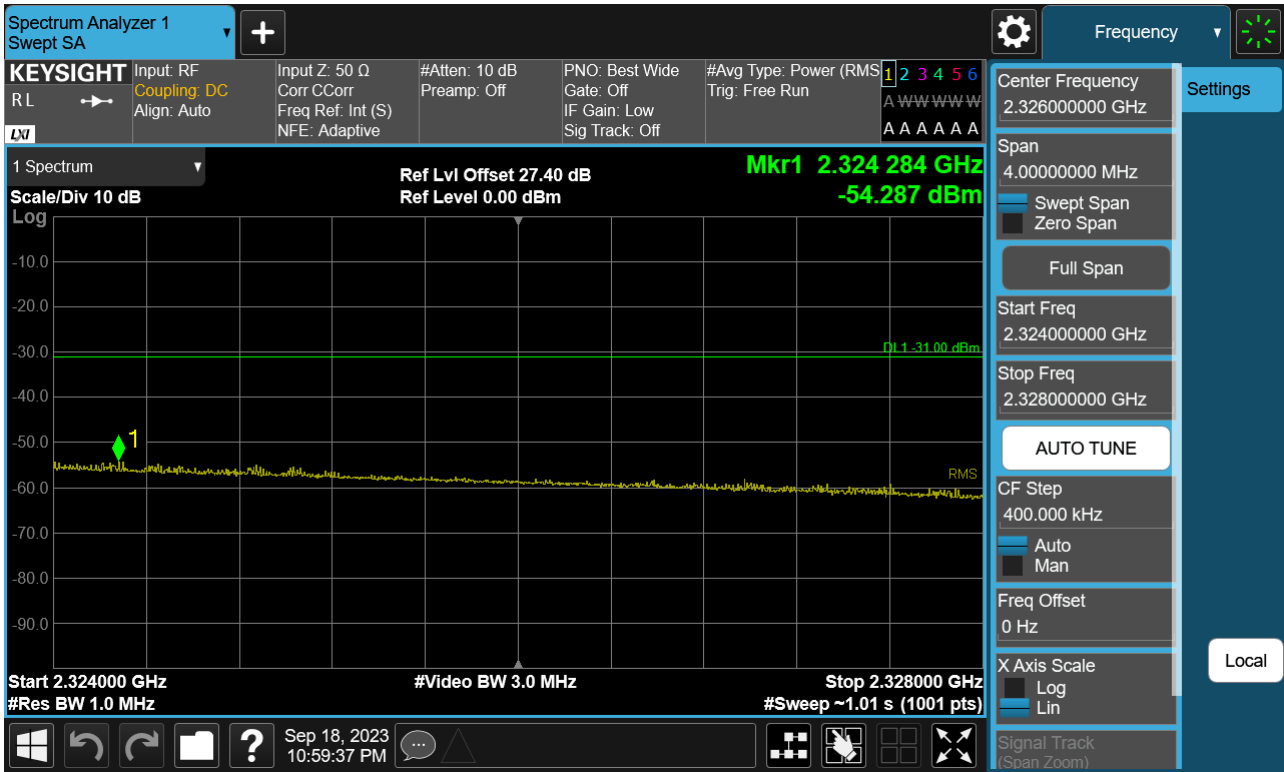 Spectrum Analyzer 1
Swept SA
+
Frequency
KEYSIGHT
R L
LXI
Input: RF
Coupling: DC
Align: Auto
Input Z: 50 Ω
Corr CCorr
Freq Ref: Int (S)
NFE: Adaptive
#Atten: 10 dB
Preamp: Off
PNO: Best Wide
Gate: Off
IF Gain: Low
Sig Track: Off
#Avg Type: Power (RMS
Trig: Free Run
1 2 3 4 5 6
A W W W W W
A A A A A A
1 Spectrum
Scale/Div 10 dB
Log
Ref Lvl Offset 27.40 dB
Ref Level 0.00 dBm
Mkr1 2.324 284 GHz
-54.287 dBm
-10.0
-20.0
-30.0
DL1 -31.00 dBm
-40.0
-50.0
1
RMS
-60.0
-70.0
-80.0
-90.0
Start 2.324000 GHz
#Res BW 1.0 MHz
#Video BW 3.0 MHz
Stop 2.328000 GHz
#Sweep ~1.01 s (1001 pts)
Center Frequency
2.326000000 GHz
Span
4.00000000 MHz
Swept Span
Zero Span
Full Span
Start Freq
2.324000000 GHz
Stop Freq
2.328000000 GHz
AUTO TUNE
CF Step
400.000 kHz
Auto
Man
Freq Offset
0 Hz
X Axis Scale
Log
Lin
Signal Track
(Span Zoom)
Settings
Local
?
Sep 18, 2023
10:59:37 PM